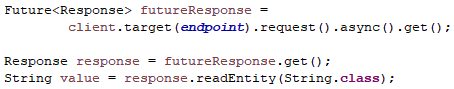 Future<Response> futureResponse =
client.target(endpoint).request().async().get();
Response response = futureResponse.get();
String value = response.readEntity(String.class);